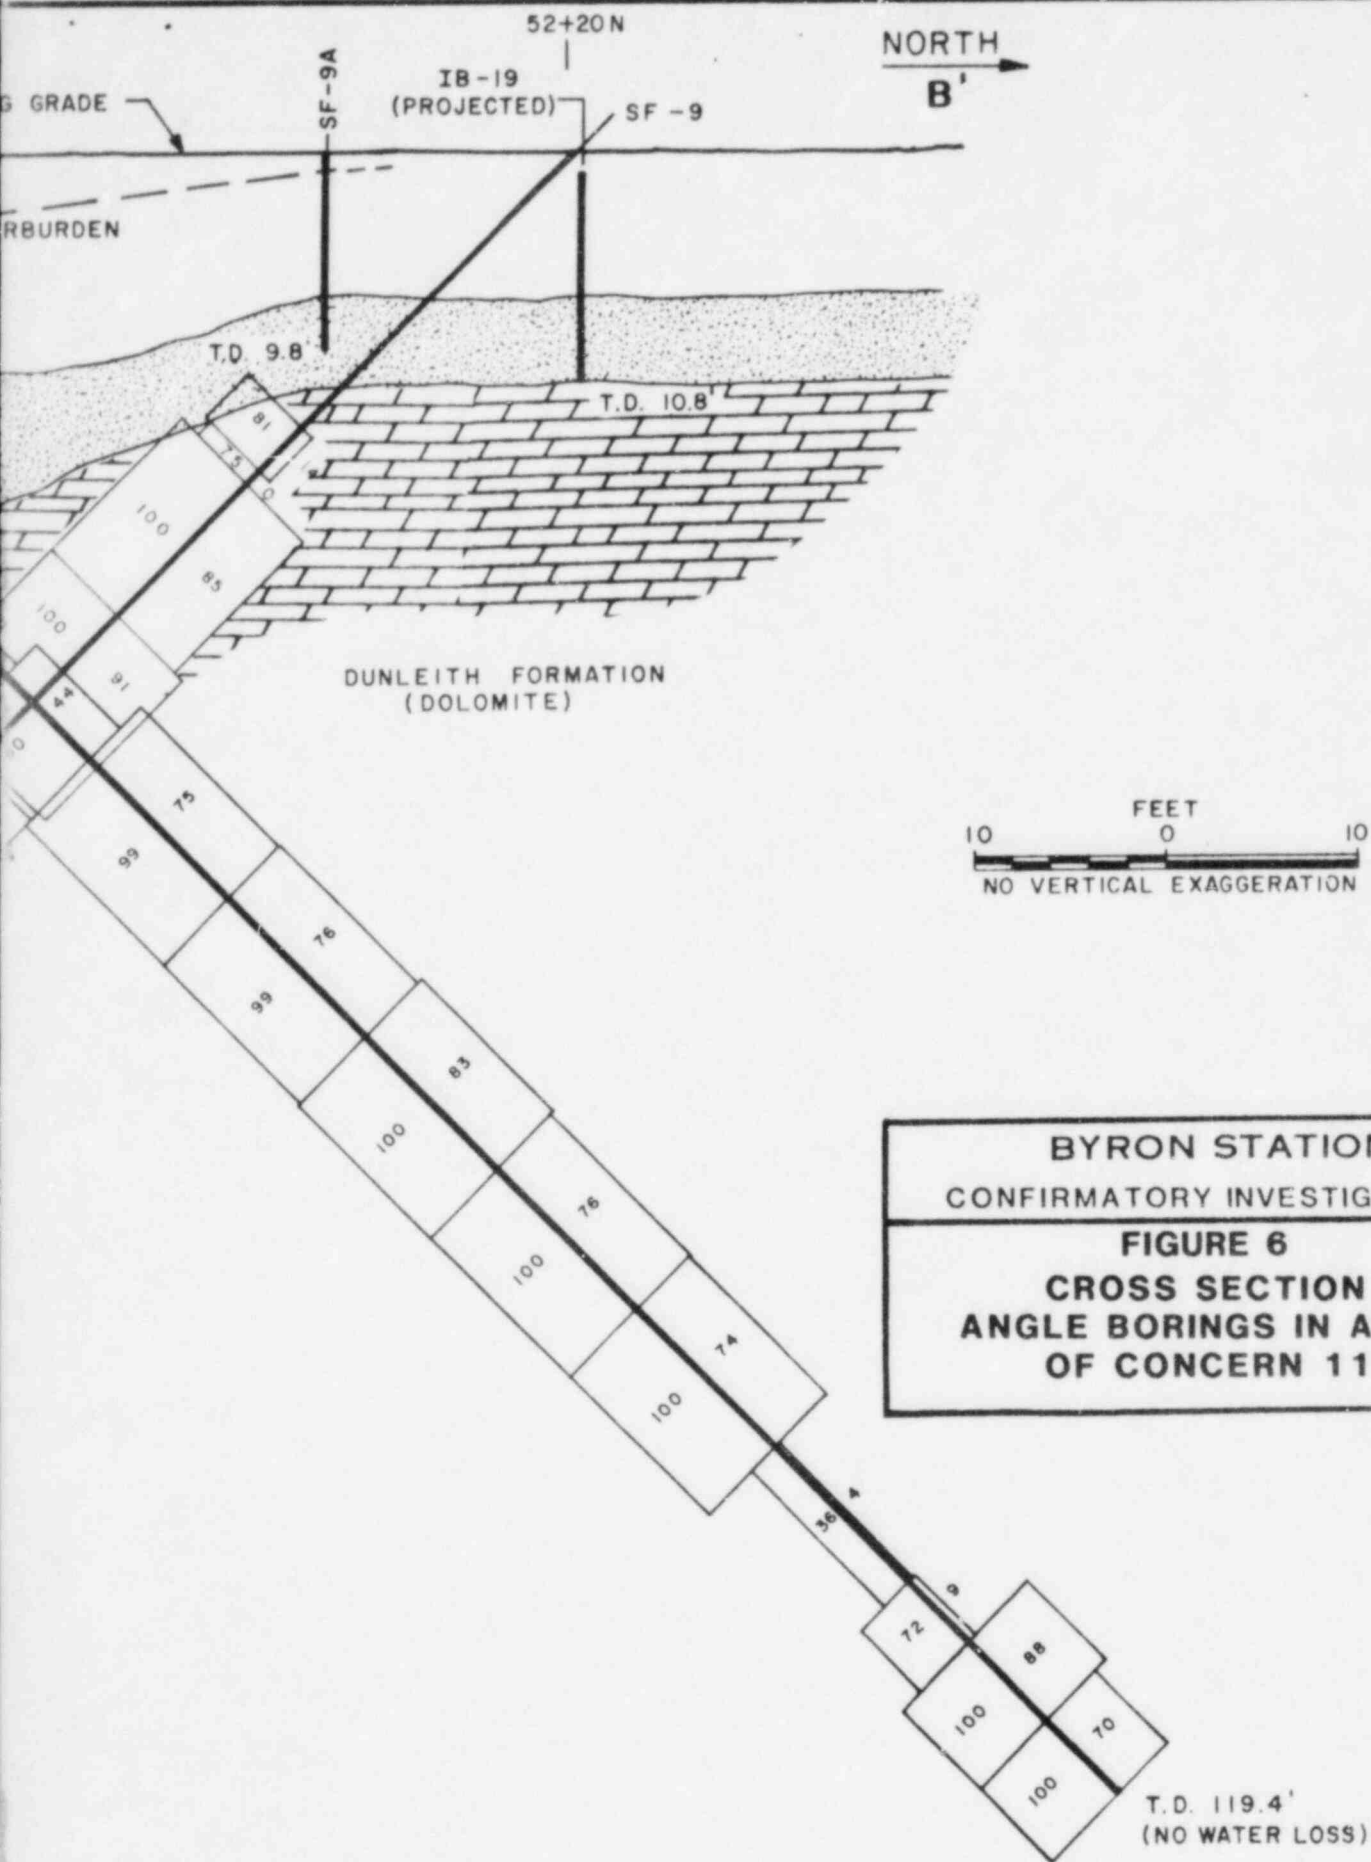 52+20N
NORTH
B'
SF-9A
IB-19
(PROJECTED)
SF-9
G GRADE
RBURDEN
T.D. 9.8'
T.D. 10.8'
81
75
0
100
85
100
91
44
DUNLEITH FORMATION
(DOLOMITE)
75
99
FEET
10 0 10
NO VERTICAL EXAGGERATION
76
99
83
100
BYRON STATION
CONFIRMATORY INVESTIG
76
100
FIGURE 6
CROSS SECTION
ANGLE BORINGS IN A
OF CONCERN 11
74
100
4
36
9
72
88
100
70
100
T.D. 119.4'
(NO WATER LOSS)